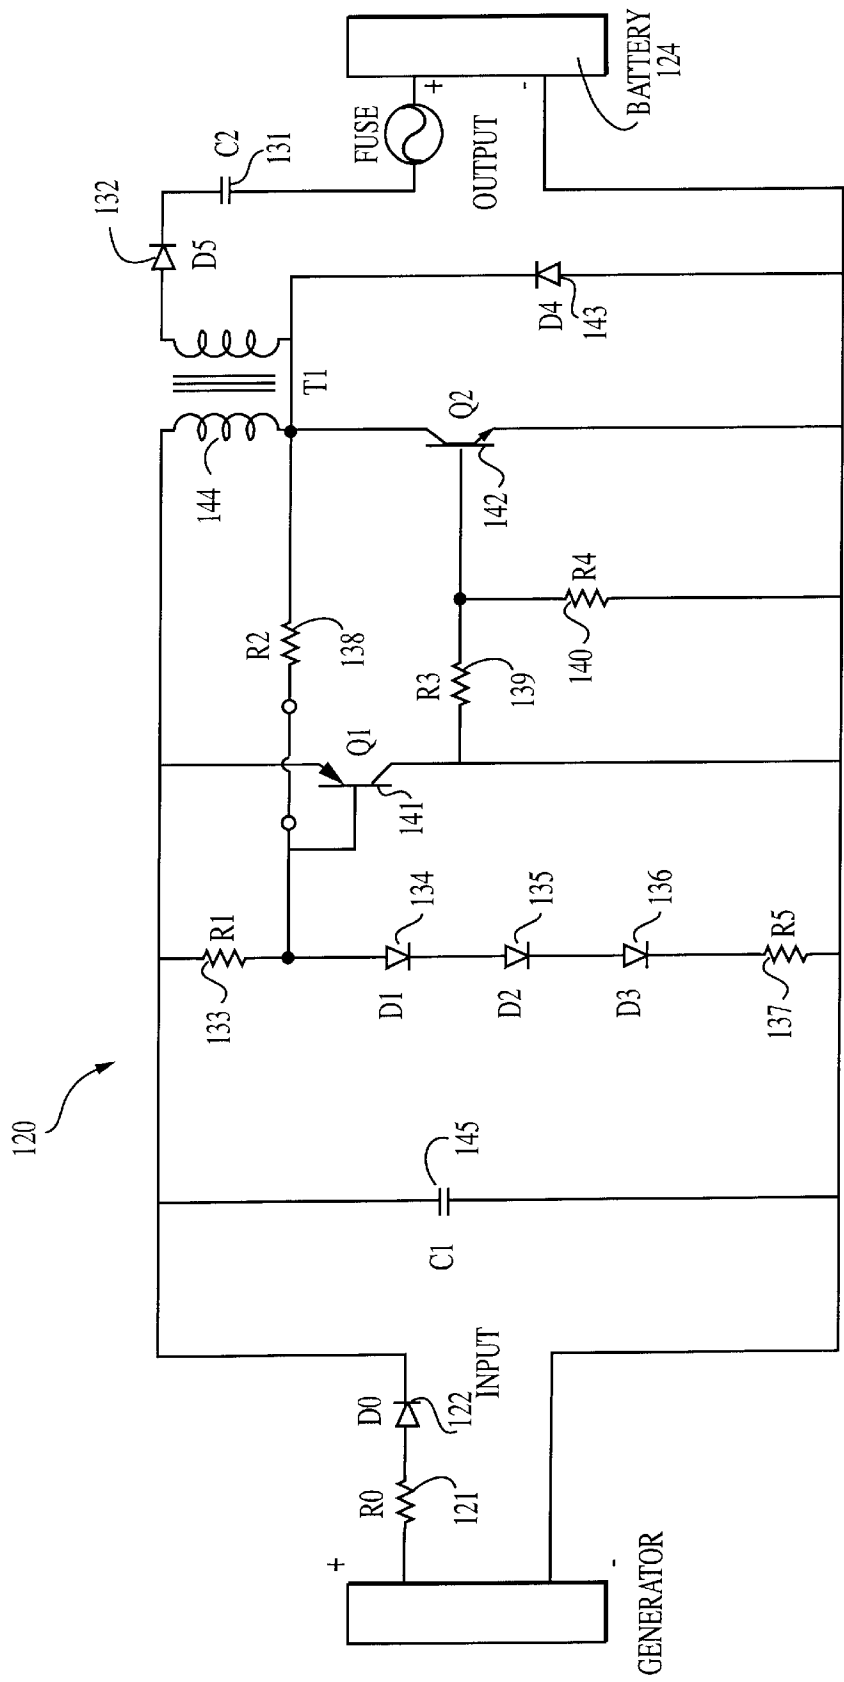 120
GENERATOR
+
-
R0
121
D0
122
INPUT
C1
145
R1
133
D1
134
D2
135
D3
136
R5
137
Q1
141
R2
138
R3
139
R4
140
Q2
142
144
T1
D4
143
D5
132
C2
131
FUSE
OUTPUT
+
-
BATTERY
124